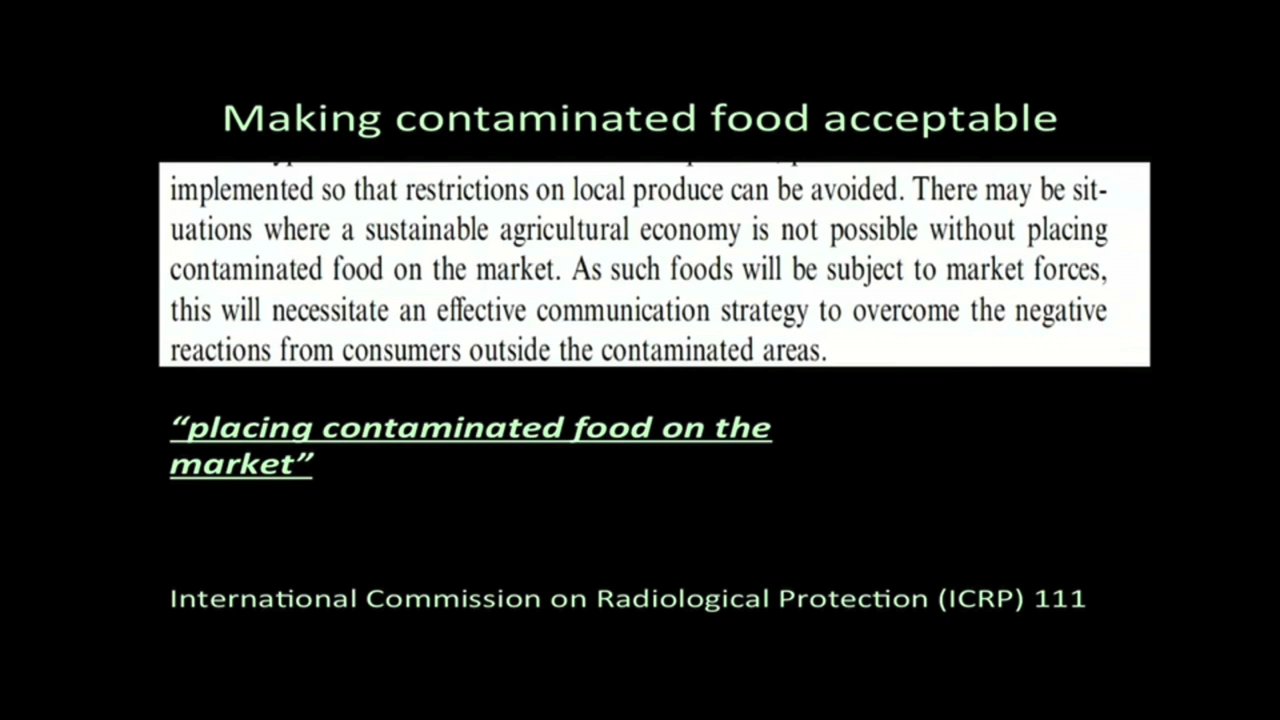 Making contaminated food acceptable
implemented so that restrictions on local produce can be avoided. There may be sit-
uations where a sustainable agricultural economy is not possible without placing
contaminated food on the market. As such foods will be subject to market forces,
this will necessitate an effective communication strategy to overcome the negative
reactions from consumers outside the contaminated areas.
“placing contaminated food on the
market”
International Commission on Radiological Protection (ICRP) 111